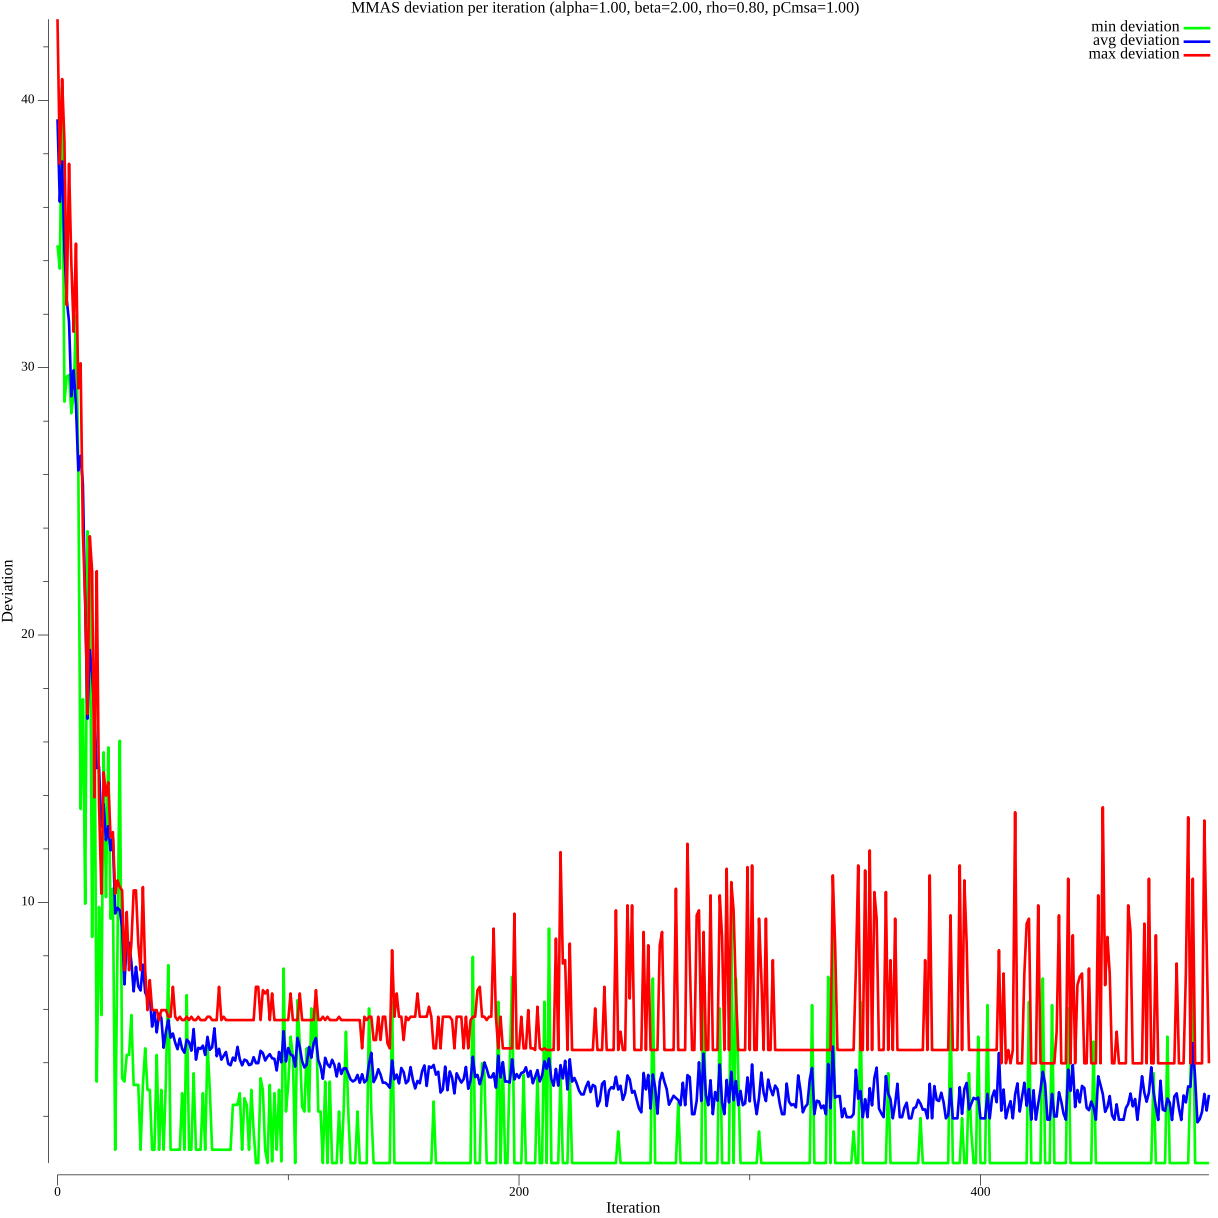 MMAS deviation per iteration (alpha=1.00, beta=2.00, rho=0.80, pCmsa=1.00)
min deviation
avg deviation
max deviation
40
30
20
10
Deviation
0
200
400
Iteration